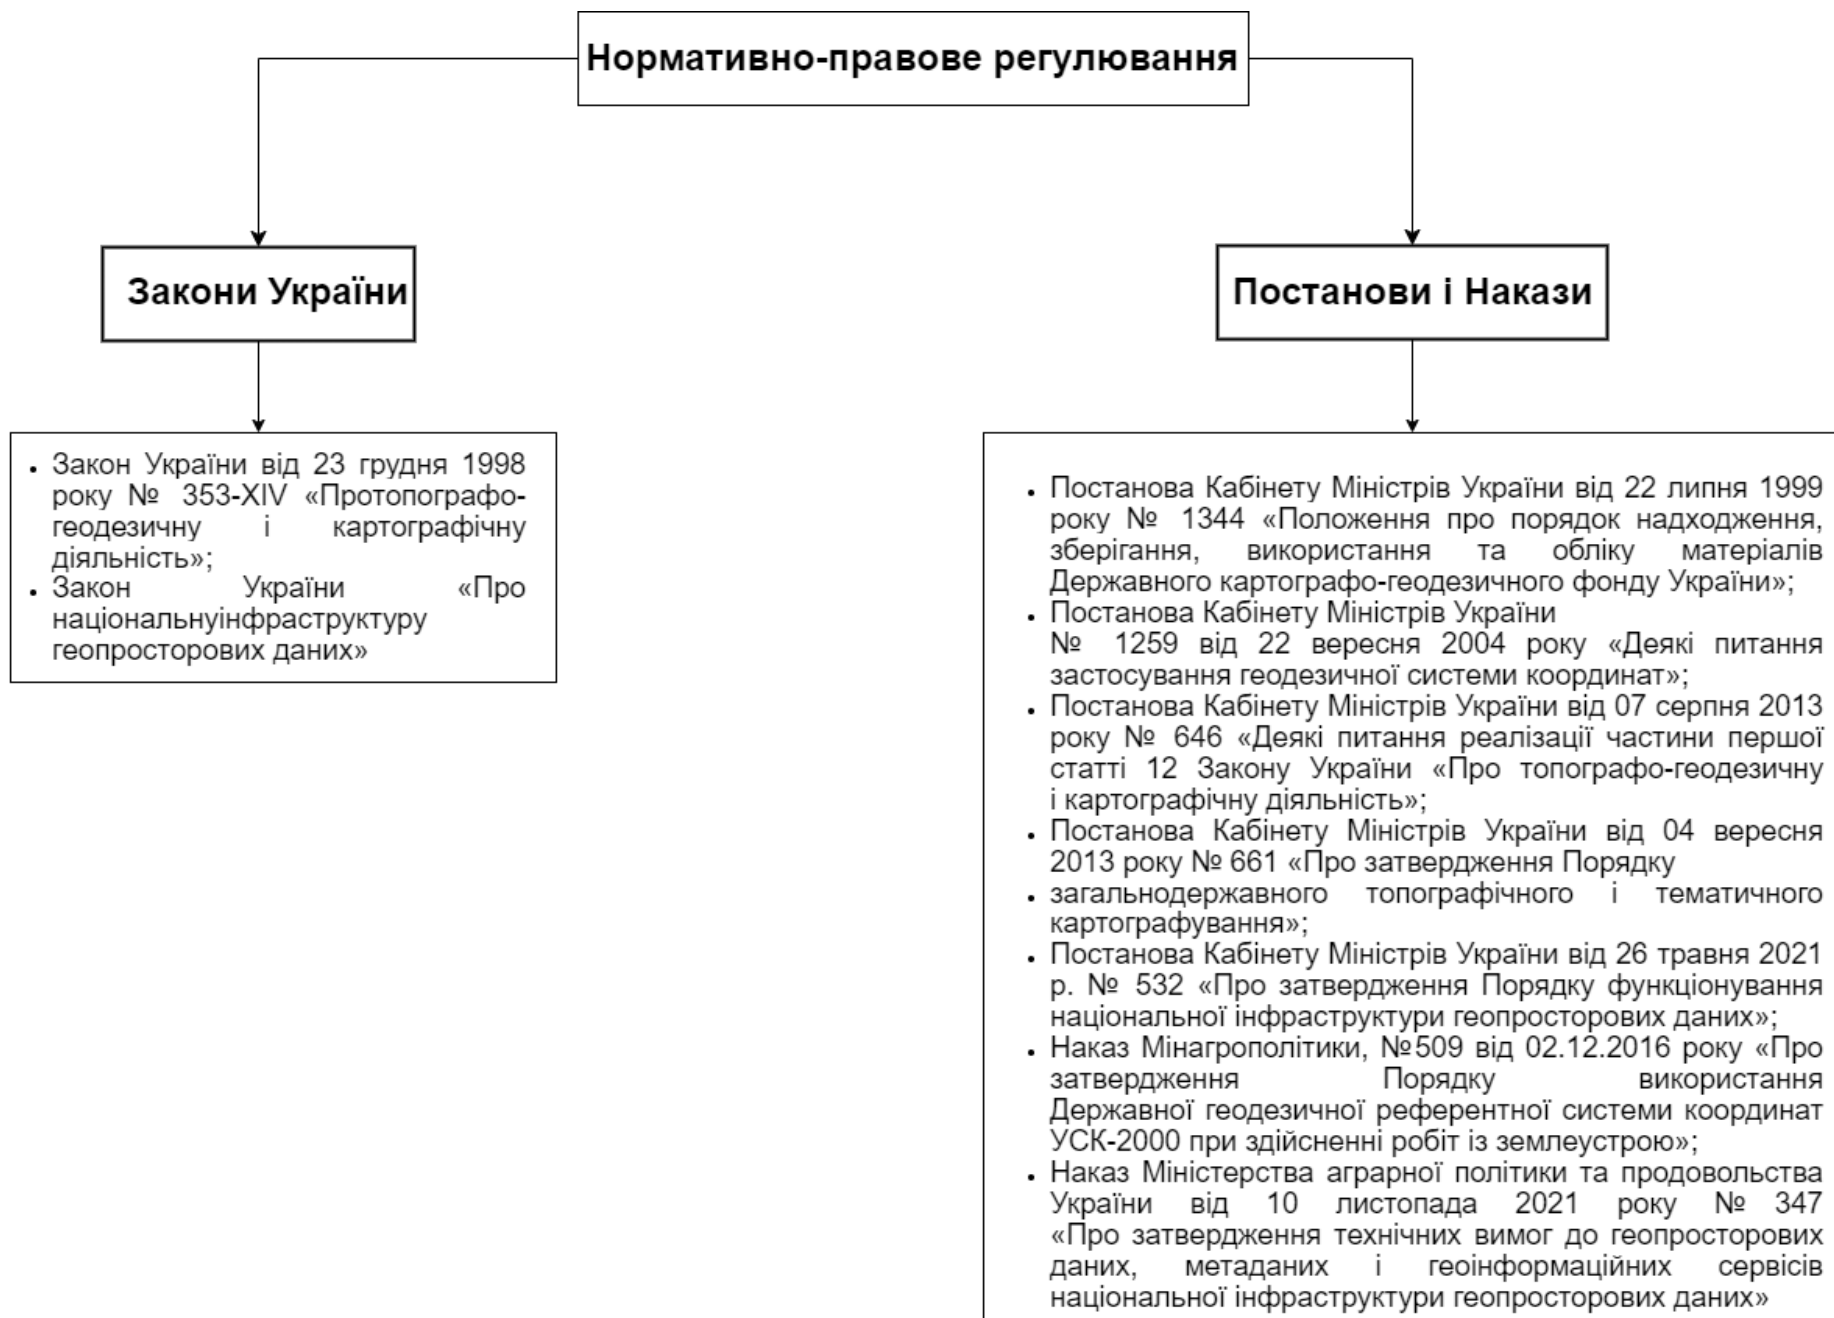 Нормативно-правове регулювання
Закони України
Постанови і Накази
• Закон України від 23 грудня 1998
року № 353-XIV «Протопографо-
геодезичну і картографічну
діяльність»;
• Закон України «Про
національнуінфраструктуру
геопросторових даних»
• Постанова Кабінету Міністрів України від 22 липня 1999
року № 1344 «Положення про порядок надходження,
зберігання, використання та обліку матеріалів
Державного картографо-геодезичного фонду України»;
• Постанова Кабінету Міністрів України
№ 1259 від 22 вересня 2004 року «Деякі питання
застосування геодезичної системи координат»;
• Постанова Кабінету Міністрів України від 07 серпня 2013
року № 646 «Деякі питання реалізації частини першої
статті 12 Закону України «Про топографо-геодезичну
і картографічну діяльність»;
• Постанова Кабінету Міністрів України від 04 вересня
2013 року № 661 «Про затвердження Порядку
• загальнодержавного топографічного і тематичного
картографування»;
• Постанова Кабінету Міністрів України від 26 травня 2021
р. № 532 «Про затвердження Порядку функціонування
національної інфраструктури геопросторових даних»;
• Наказ Мінагрополітики, №509 від 02.12.2016 року «Про
затвердження Порядку використання
Державної геодезичної референтної системи координат
УСК-2000 при здійсненні робіт із землеустрою»;
• Наказ Міністерства аграрної політики та продовольства
України від 10 листопада 2021 року № 347
«Про затвердження технічних вимог до геопросторових
даних, метаданих і геоінформаційних сервісів
національної інфраструктури геопросторових даних»